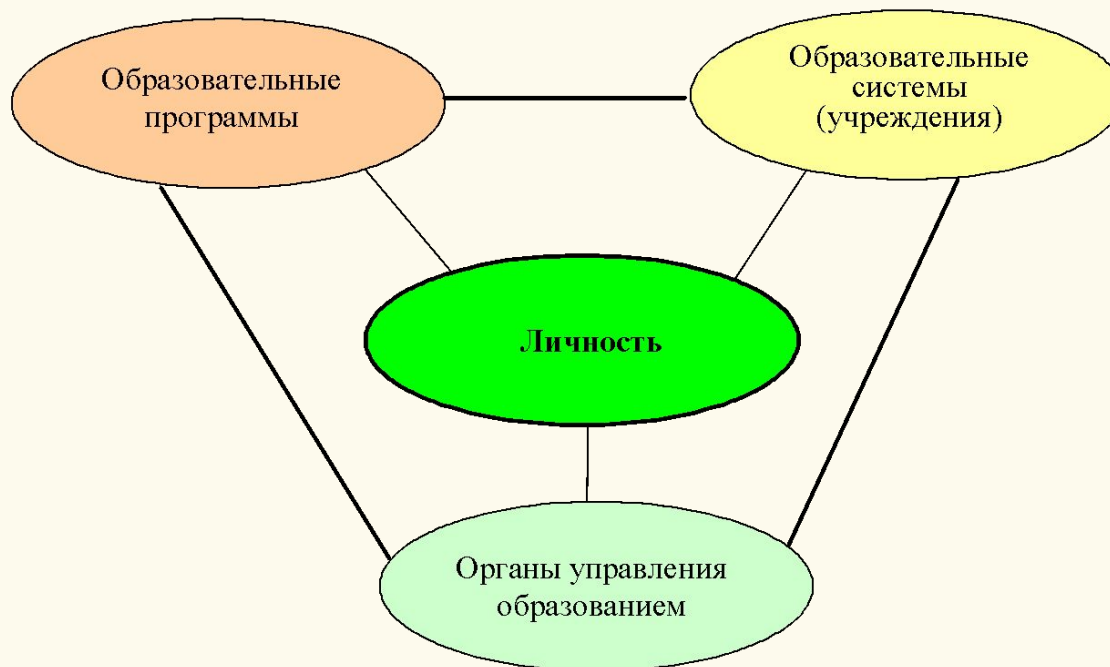 Образовательные
программы
Образовательные
системы
(учреждения)
Личность
Органы управления
образованием